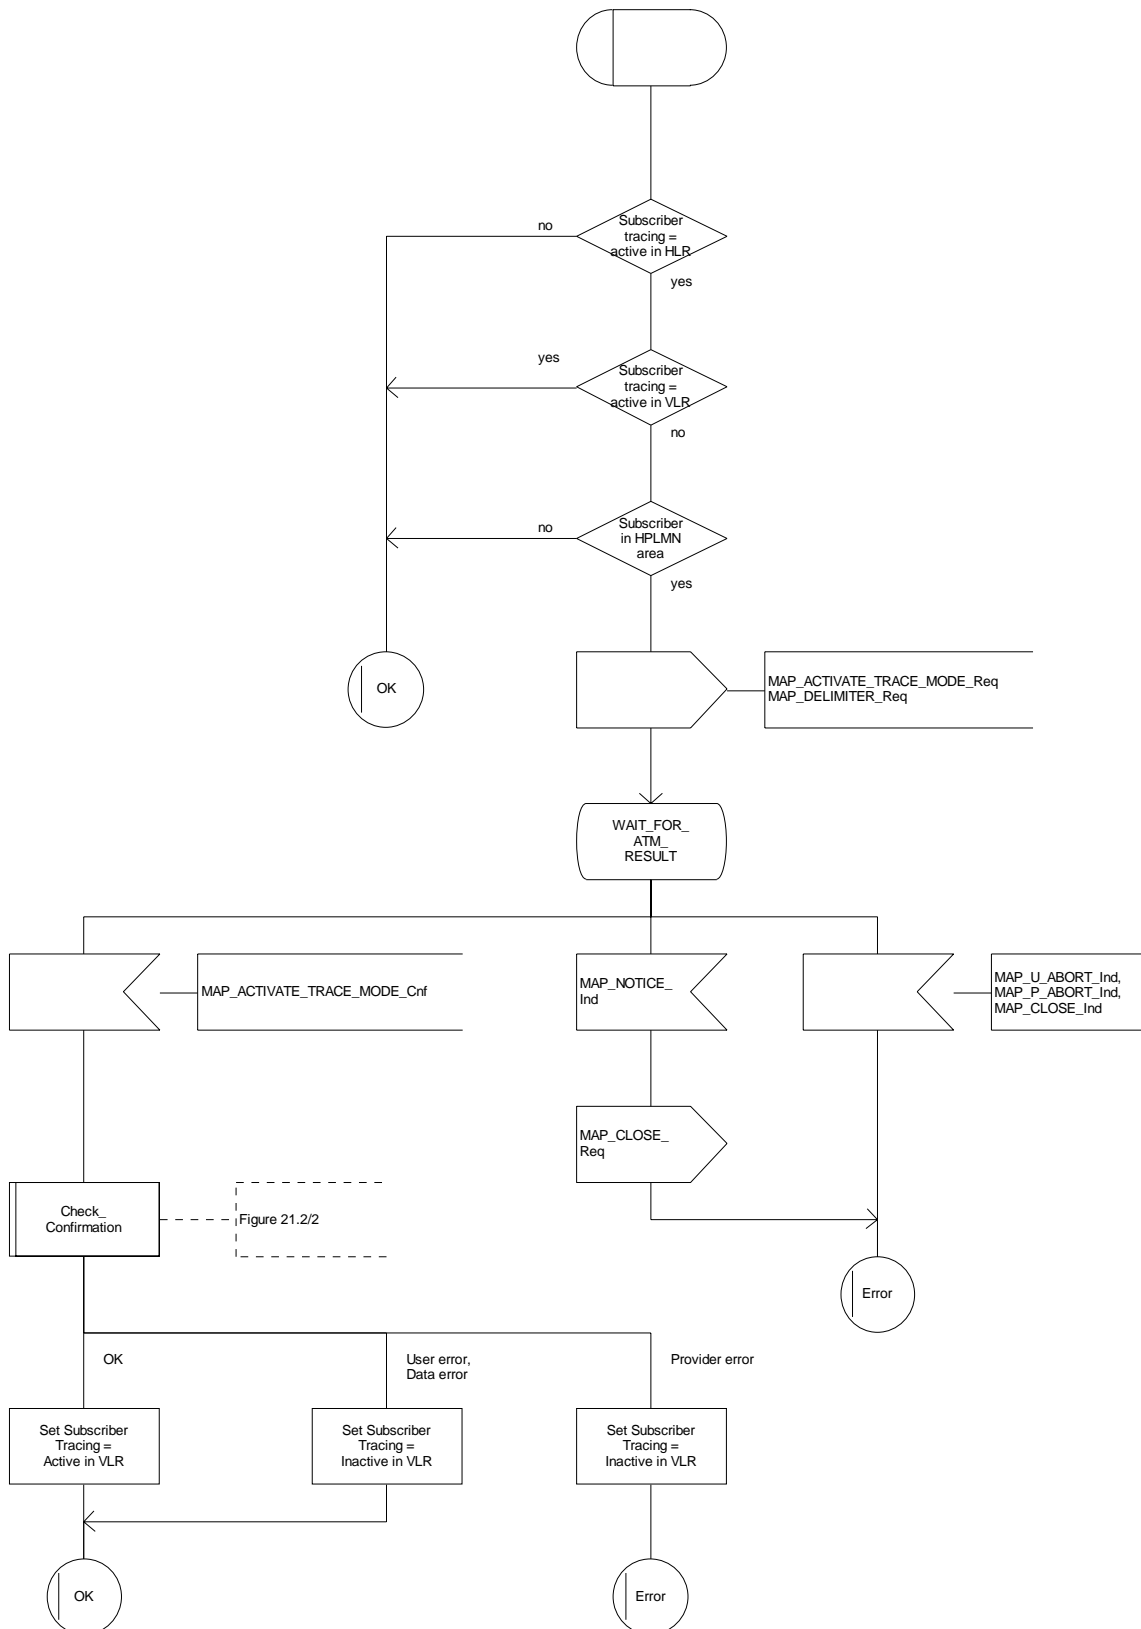 Subscriber
tracing =
active in HLR
no
yes
Subscriber
tracing =
active in VLR
yes
no
Subscriber
in HPLMN
area
no
yes
OK
MAP_ACTIVATE_TRACE_MODE_Req
MAP_DELIMITER_Req
WAIT_FOR_
ATM_
RESULT
MAP_ACTIVATE_TRACE_MODE_Cnf
MAP_NOTICE_
Ind
MAP_U_ABORT_Ind,
MAP_P_ABORT_Ind,
MAP_CLOSE_Ind
MAP_CLOSE_
Req
Check_
Confirmation
Figure 21.2/2
Error
OK
User error,
Data error
Provider error
Set Subscriber
Tracing =
Active in VLR
Set Subscriber
Tracing =
Inactive in VLR
Set Subscriber
Tracing =
Inactive in VLR
OK
Error